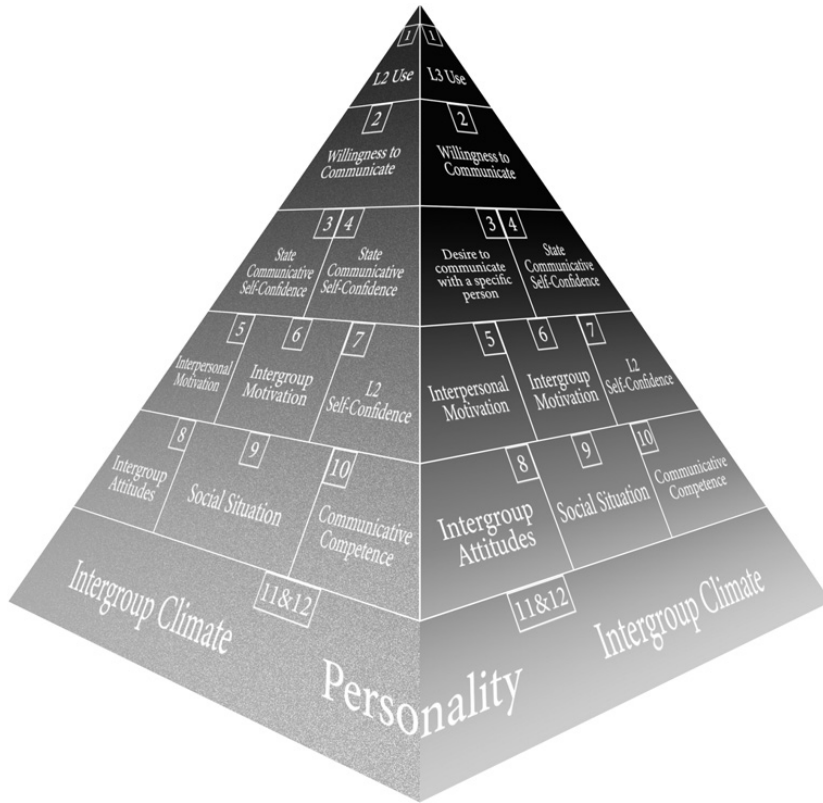 1
1
L2 Use
L3 Use
2
2
Willingness to
Communicate
Willingness to
Communicate
3
4
3
4
State
Communicative
Self-Confidence
State
Communicative
Self-Confidence
Desire to
communicate
with a specific
person
State
Communicative
Self-Confidence
5
6
7
5
6
7
Interpersonal
Motivation
Intergroup
Motivation
L2
Self-Confidence
Interpersonal
Motivation
Intergroup
Motivation
L2
Self-Confidence
8
9
10
8
9
10
Intergroup
Attitudes
Social Situation
Communicative
Competence
Intergroup
Attitudes
Social Situation
Communicative
Competence
11&12
11&12
Intergroup Climate
Personality
Intergroup Climate